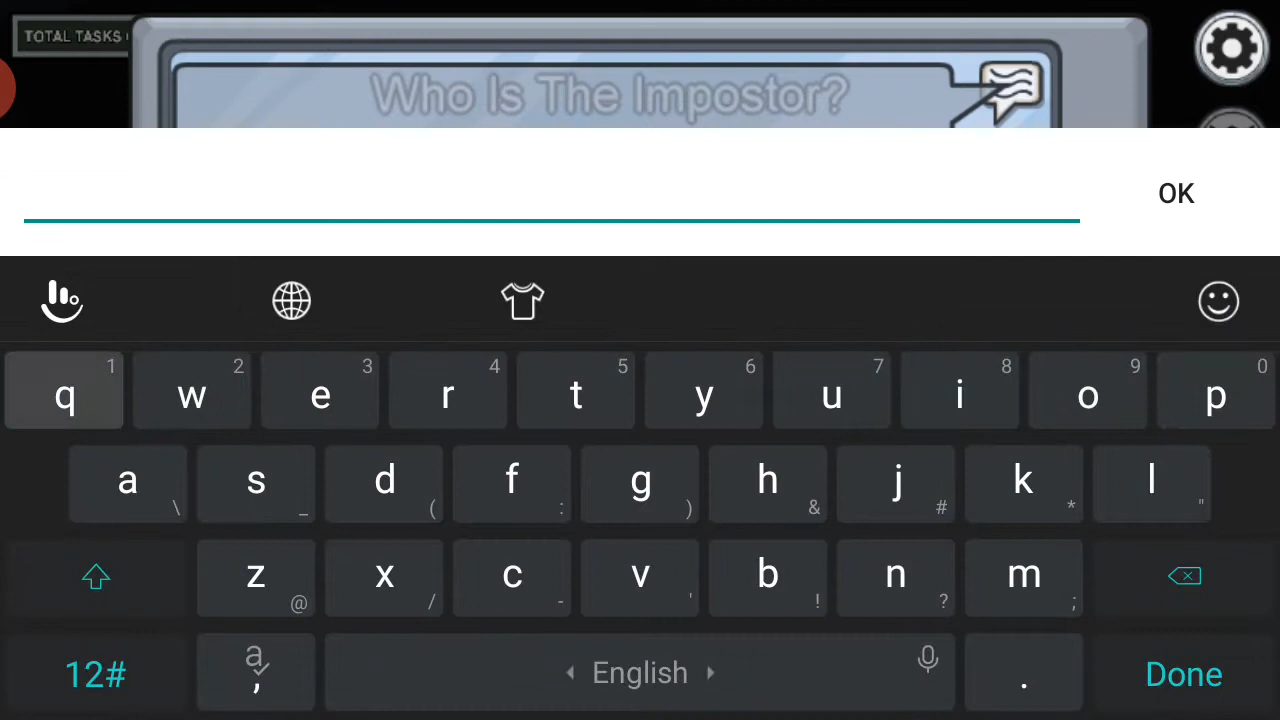 TOTAL TASKS
Who Is The Impostor?
OK
q 1 w 2 e 3 r 4 t 5 y 6 u 7 i 8 o 9 p 0
a \ s _ d ( f : g ) h & j # k * l "
z @ x / c - v ' b ! n ? m ;
12# a , English . Done